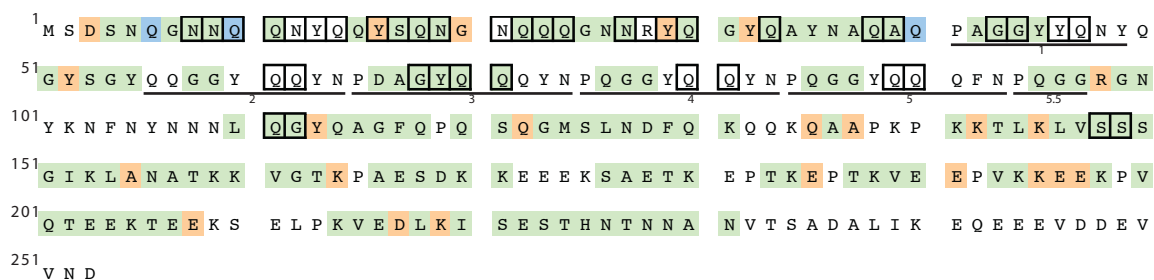 1 M S D S N Q G N N Q Q N Y Q Q Y S Q N G N Q Q Q G N N R Y Q G Y Q A Y N A Q A Q P A G G Y Y Q N Y Q
1
51 G Y S G Y Q Q G G Y Q Q Y N P D A G Y Q Q Q Y N P Q G G Y Q Q Y N P Q G G Y Q Q Q F N P Q G G R G N
2 3 4 5 5.5
101 Y K N F N Y N N N L Q G Y Q A G F Q P Q S Q G M S L N D F Q K Q Q K Q A A P K P K K T L K L V S S S
151 G I K L A N A T K K V G T K P A E S D K K E E E K S A E T K E P T K E P T K V E E P V K K E E K P V
201 Q T E E K T E E K S E L P K V E D L K I S E S T H N T N N A N V T S A D A L I K E Q E E E V D D E V
251 V N D